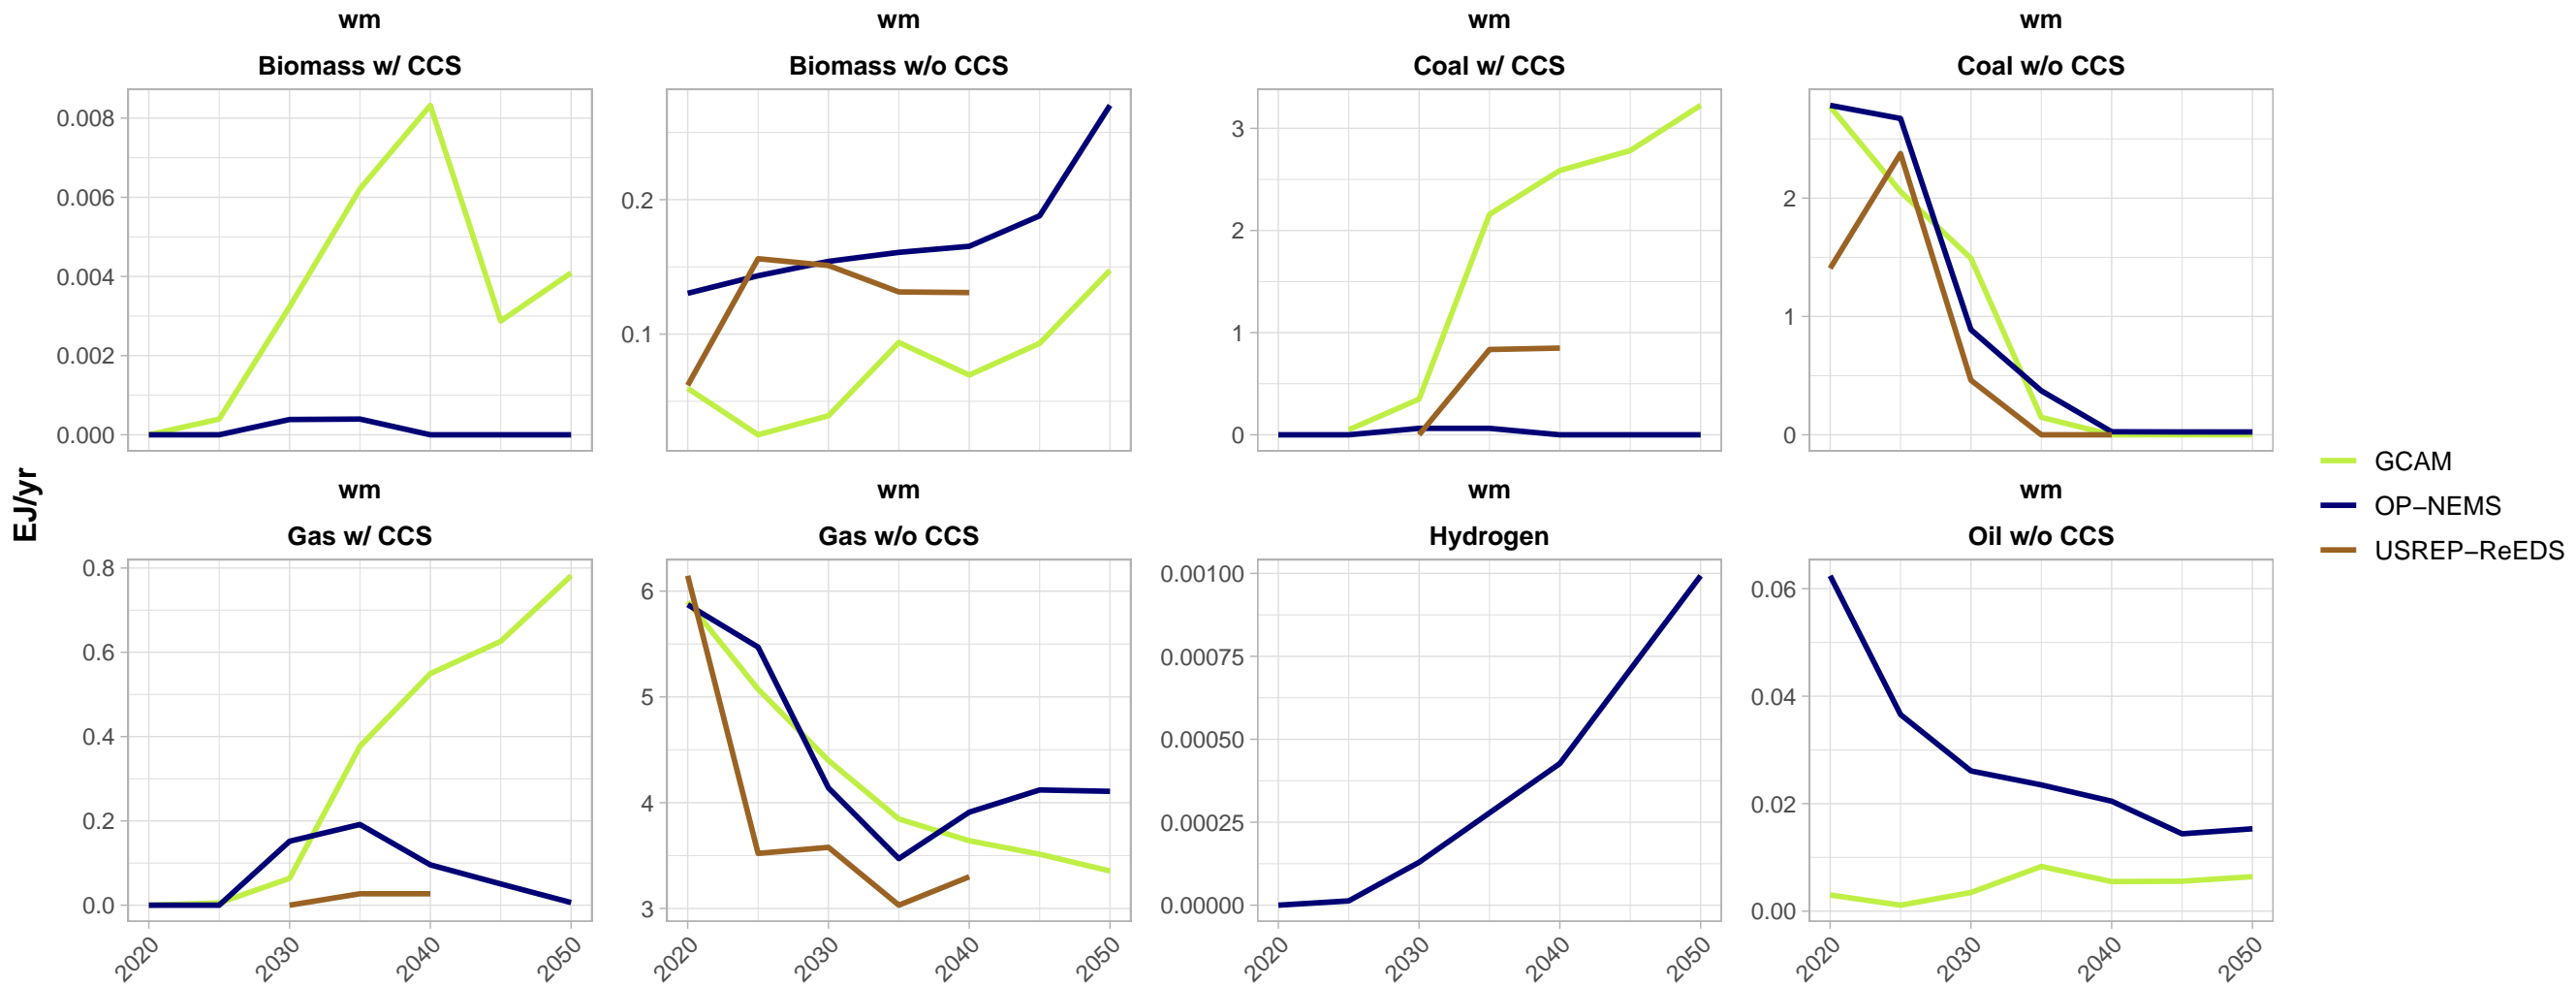 wm
wm
wm
wm
Biomass w/ CCS
Biomass w/o CCS
Coal w/ CCS
Coal w/o CCS
0.008
0.006
0.004
0.002
0.000
0.2
0.1
3
2
1
0
2
1
0
EJ/yr
GCAM
OP−NEMS
USREP−ReEDS
wm
wm
wm
wm
Gas w/ CCS
Gas w/o CCS
Hydrogen
Oil w/o CCS
0.8
0.6
0.4
0.2
0.0
6
5
4
3
0.00100
0.00075
0.00050
0.00025
0.00000
0.06
0.04
0.02
0.00
2020
2030
2040
2050
2020
2030
2040
2050
2020
2030
2040
2050
2020
2030
2040
2050